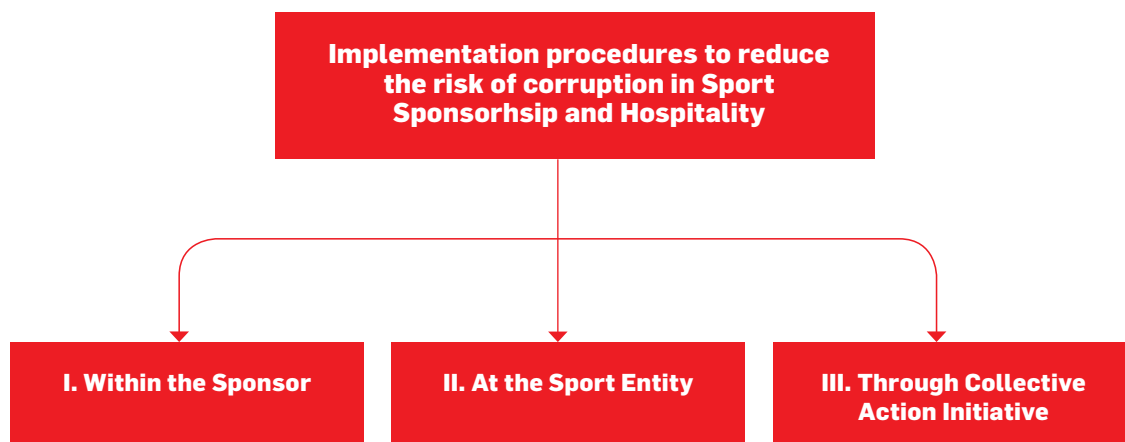 Implementation procedures to reduce
the risk of corruption in Sport
Sponsorhsip and Hospitality
I. Within the Sponsor
II. At the Sport Entity
III. Through Collective
Action Initiative